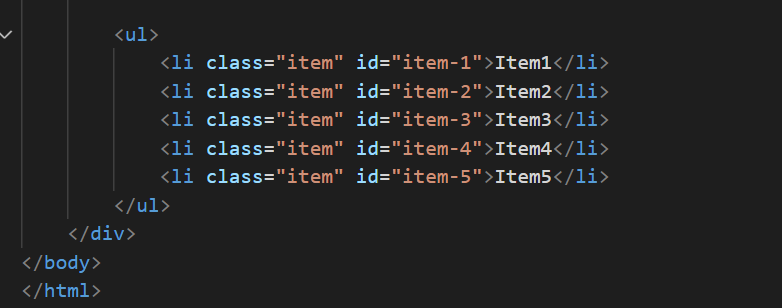 <ul>
<li class="item" id="item-1">Item1</li>
<li class="item" id="item-2">Item2</li>
<li class="item" id="item-3">Item3</li>
<li class="item" id="item-4">Item4</li>
<li class="item" id="item-5">Item5</li>
</ul>
</div>
</body>
</html>